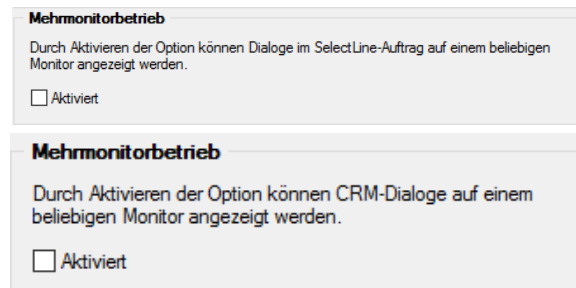 Mehrmonitorbetrieb
Durch Aktivieren der Option können Dialoge im SelectLine-Auftrag auf einem beliebigen
Monitor angezeigt werden.
Aktiviert
Mehrmonitorbetrieb
Durch Aktivieren der Option können CRM-Dialoge auf einem
beliebigen Monitor angezeigt werden.
Aktiviert